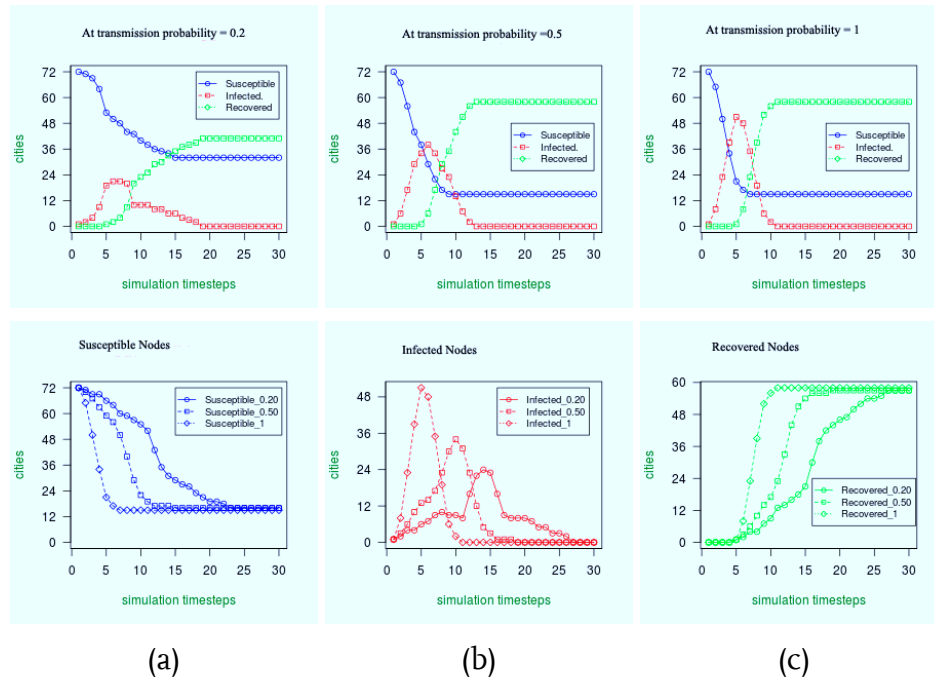 At transmission probability = 0.2
72
60
48
36
24
12
0
cities
Susceptible
Infected.
Recovered
0 5 10 15 20 25 30
simulation timesteps
At transmission probability =0.5
72
60
48
36
24
12
0
cities
Susceptible
Infected.
Recovered
0 5 10 15 20 25 30
simulation timesteps
At transmission probability = 1
72
60
48
36
24
12
0
cities
Susceptible
Infected.
Recovered
0 5 10 15 20 25 30
simulation timesteps
Susceptible Nodes
72
60
48
36
24
12
0
cities
Susceptible_0.20
Susceptible_0.50
Susceptible_1
0 5 10 15 20 25 30
simulation timesteps
Infected Nodes
48
36
24
12
0
cities
Infected_0.20
Infected_0.50
Infected_1
0 5 10 15 20 25 30
simulation timesteps
Recovered Nodes
60
48
36
24
12
0
cities
Recovered_0.20
Recovered_0.50
Recovered_1
0 5 10 15 20 25 30
simulation timesteps
(a) (b) (c)